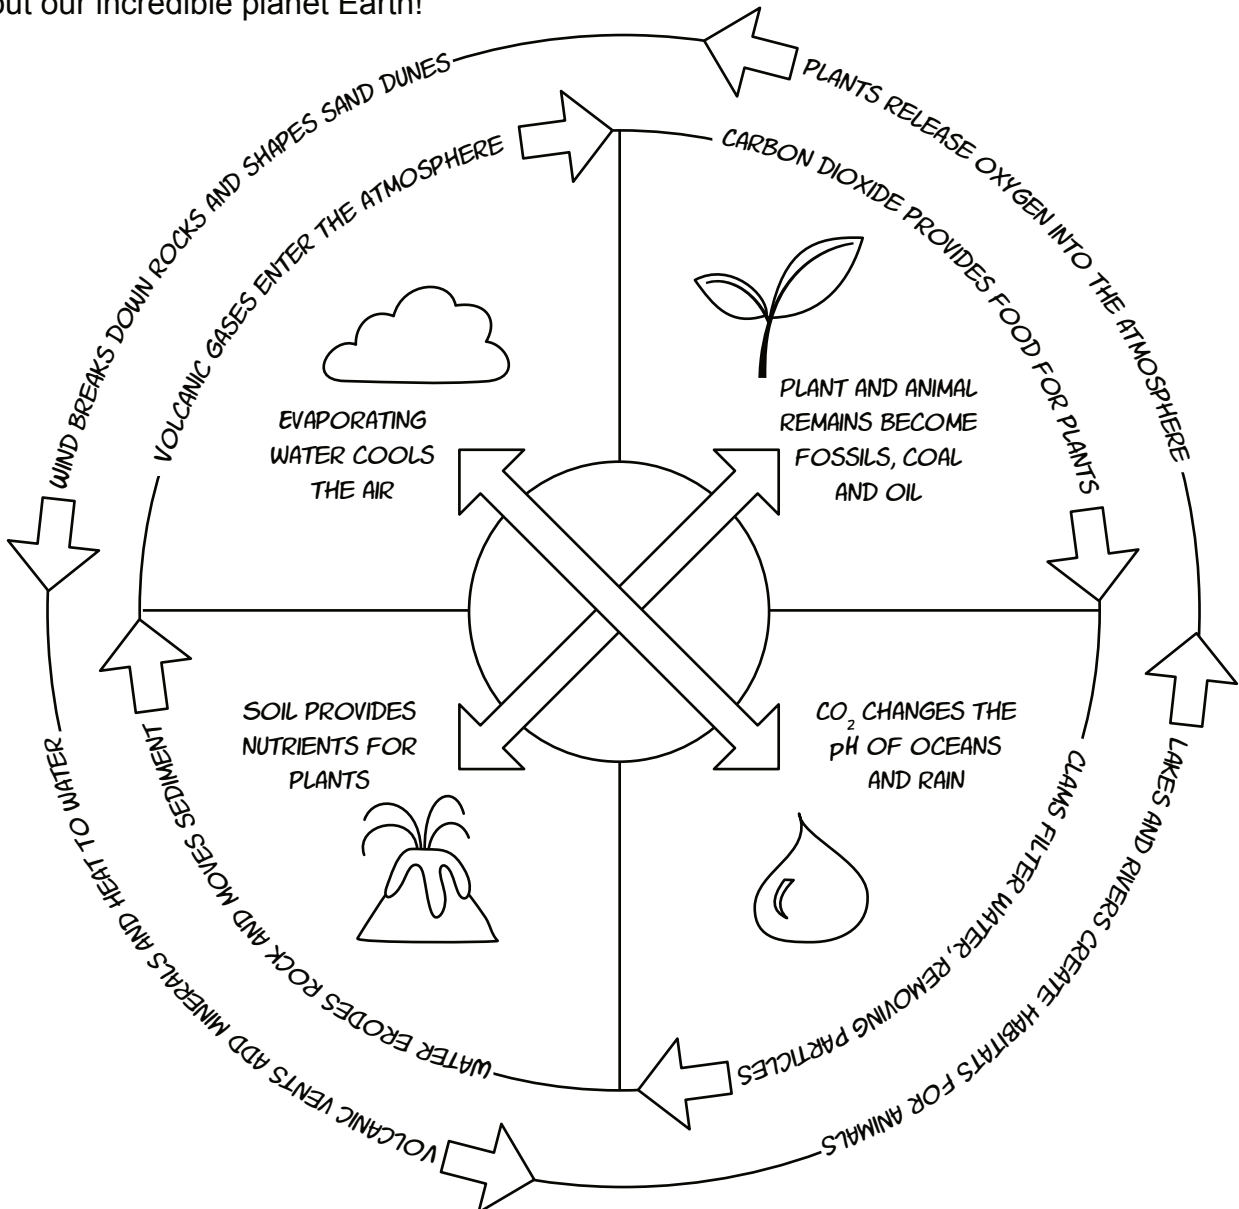 out our incredible planet Earth!
WIND BREAKS DOWN ROCKS AND SHAPES SAND DUNES
PLANTS RELEASE OXYGEN INTO THE ATMOSPHERE
VOLCANIC GASES ENTER THE ATMOSPHERE
CARBON DIOXIDE PROVIDES FOOD FOR PLANTS
EVAPORATING
WATER COOLS
THE AIR
PLANT AND ANIMAL
REMAINS BECOME
FOSSILS, COAL
AND OIL
SOIL PROVIDES
NUTRIENTS FOR
PLANTS
CO₂ CHANGES THE
pH OF OCEANS
AND RAIN
WATER ERODES ROCK AND MOVES SEDIMENT
CLAMS FILTER WATER, REMOVING PARTICLES
VOLCANIC VENTS ADD MINERALS AND HEAT TO WATER
LAKES AND RIVERS CREATE HABITATS FOR ANIMALS